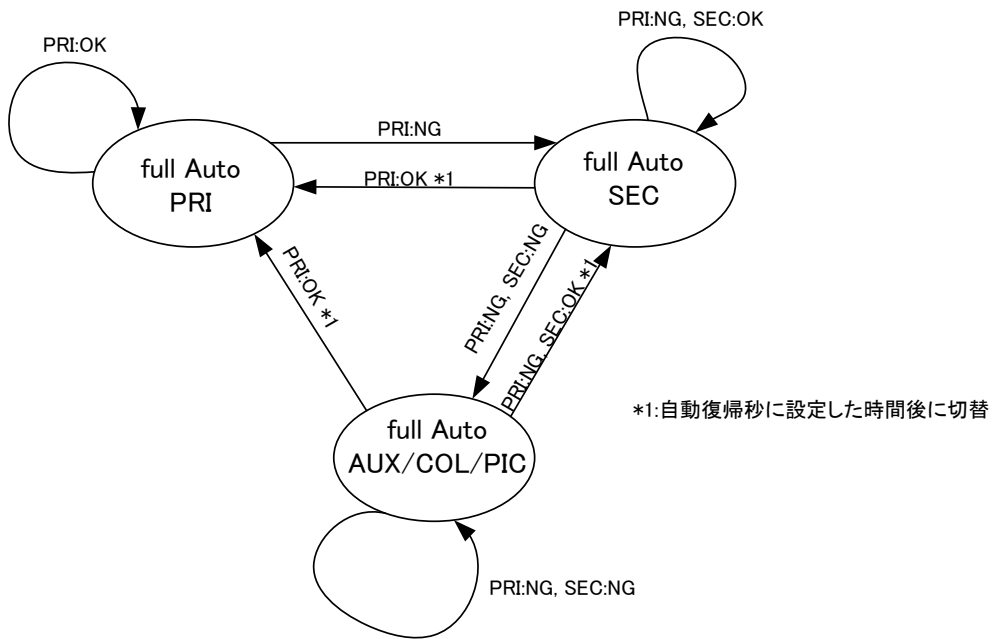 PRI:NG, SEC:OK
PRI:OK
PRI:NG
full Auto
PRI
PRI:OK *1
full Auto
SEC
PRI:OK *1
PRI:NG, SEC:NG
PRI:NG, SEC:OK *1
*1:自動復帰秒に設定した時間後に切替
full Auto
AUX/COL/PIC
PRI:NG, SEC:NG